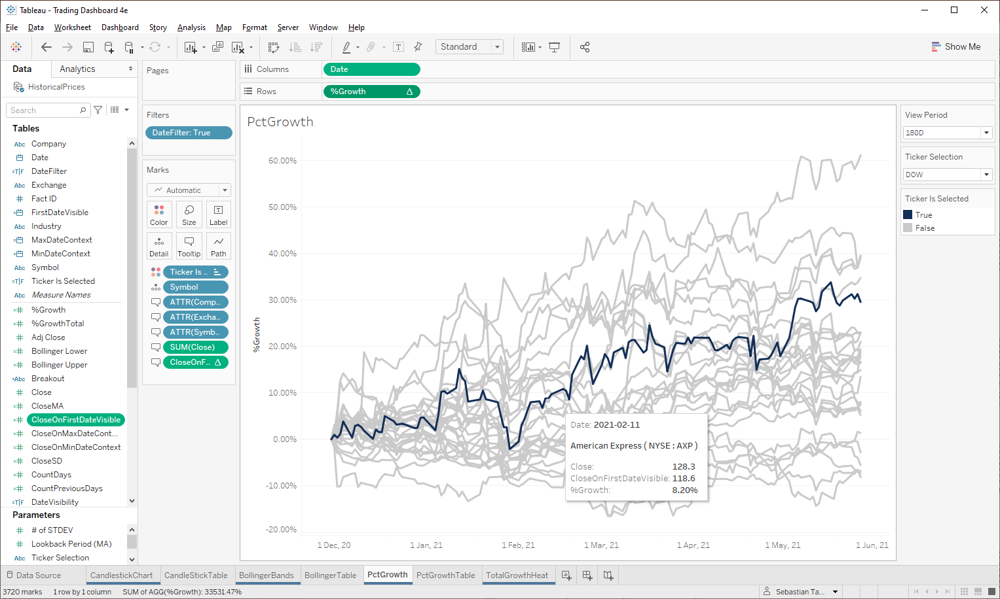 Tableau - Trading Dashboard 4e
File Data Worksheet Dashboard Story Analysis Map Format Server Window Help
Standard
Show Me
Data
Analytics
HistoricalPrices
Search
Tables
Abc Company
Date
=T|F DateFilter
Abc Exchange
# Fact ID
FirstDateVisible
Abc Industry
MaxDateContext
MinDateContext
Abc Symbol
=T|F Ticker Is Selected
Abc Measure Names
=# %Growth
=# %GrowthTotal
# Adj Close
=# Bollinger Lower
=# Bollinger Upper
=Abc Breakout
# Close
=# CloseMA
=# CloseOnFirstDateVisible
=# CloseOnMaxDateCont...
=# CloseOnMinDateContext
=# CloseSD
=# CountDays
=# CountPreviousDays
=T|F DateVisibility
Parameters
# # of STDEV
# Lookback Period (MA)
Abc Ticker Selection
Pages
Filters
DateFilter: True
Marks
Automatic
Color
Size
Label
T
Detail
Tooltip
Path
Ticker Is ..
Symbol
ATTR(Comp..
ATTR(Excha..
ATTR(Symb..
SUM(Close)
CloseOnF.. Δ
Columns
Date
Rows
%Growth Δ
PctGrowth
60.00%
50.00%
40.00%
30.00%
20.00%
10.00%
0.00%
-10.00%
-20.00%
%Growth
1 Dec, 20
1 Jan, 21
1 Feb, 21
1 Mar, 21
1 Apr, 21
1 May, 21
1 Jun, 21
Date: 2021-02-11
American Express ( NYSE : AXP )
Close: 128.3
CloseOnFirstDateVisible: 118.6
%Growth: 8.20%
View Period
180D
Ticker Selection
DOW
Ticker Is Selected
True
False
Data Source
CandlestickChart
CandleStickTable
BollingerBands
BollingerTable
PctGrowth
PctGrowthTable
TotalGrowthHeat
3720 marks
1 row by 1 column
SUM of AGG(%Growth): 33531.47%
Sebastian Ta...